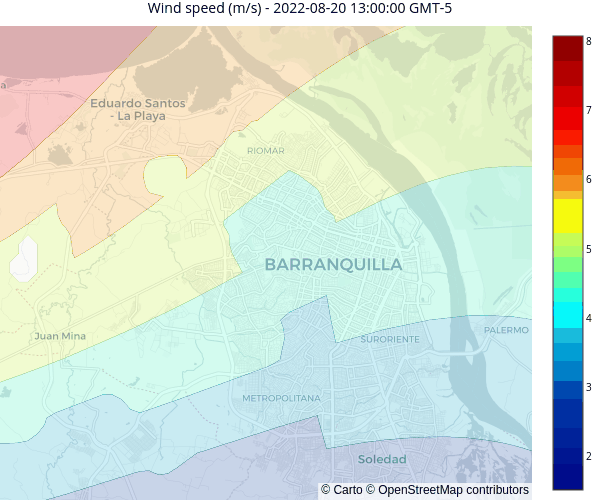 Wind speed (m/s) - 2022-08-20 13:00:00 GMT-5
8
a
Eduardo Santos
- La Playa
7
RIOMAR
6
5
BARRANQUILLA
4
Juan Mina
SURORIENTE
PALERMO
3
METROPOLITANA
Soledad
2
© Carto © OpenStreetMap contributors